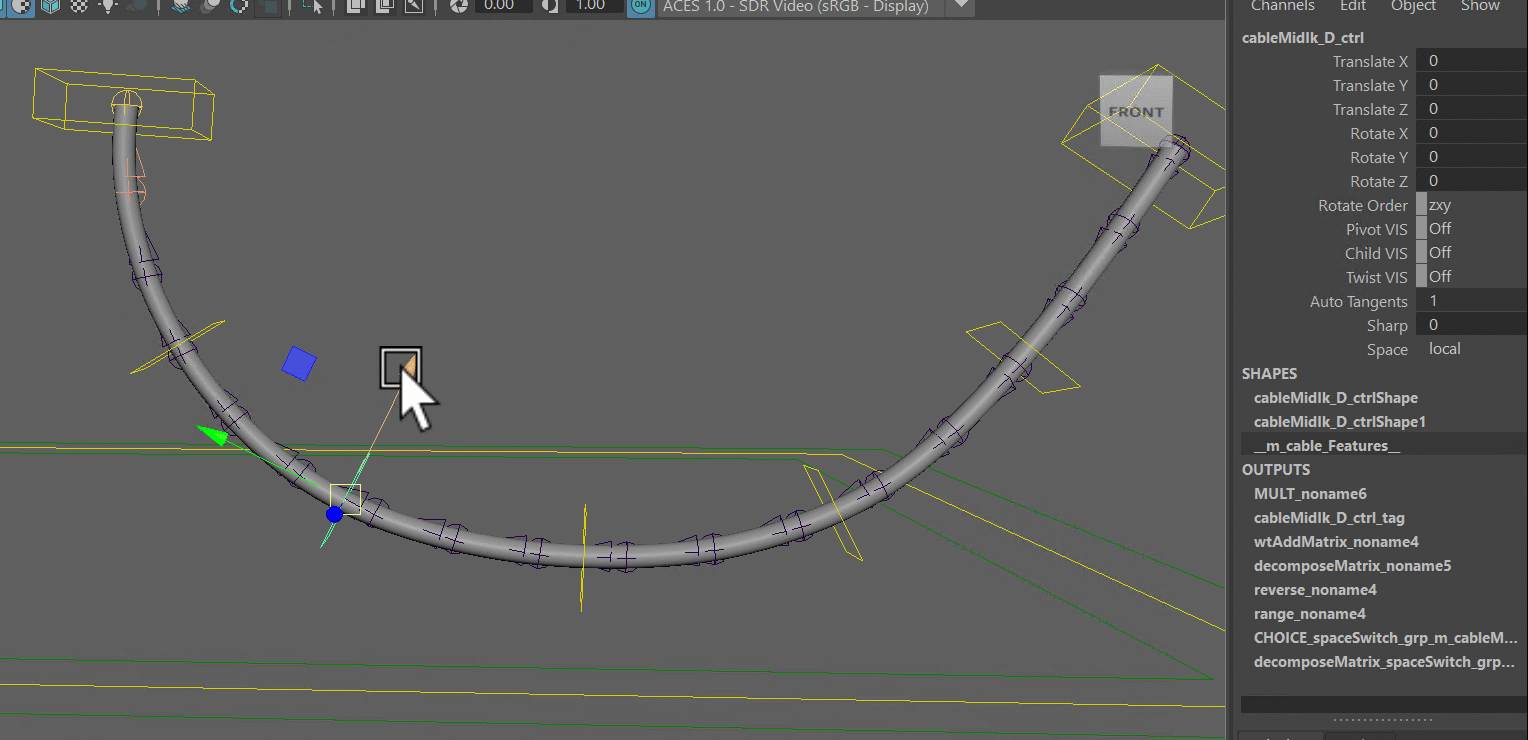 0.00 1.00 ON ACES 1.0 - SDR Video (sRGB - Display)
Channels Edit Object Show
FRONT
cableMidIk_D_ctrl
Translate X 0
Translate Y 0
Translate Z 0
Rotate X 0
Rotate Y 0
Rotate Z 0
Rotate Order zxy
Pivot VIS Off
Child VIS Off
Twist VIS Off
Auto Tangents 1
Sharp 0
Space local
SHAPES
cableMidIk_D_ctrlShape
cableMidIk_D_ctrlShape1
__m_cable_Features__
OUTPUTS
MULT_noname6
cableMidIk_D_ctrl_tag
wtAddMatrix_noname4
decomposeMatrix_noname5
reverse_noname4
range_noname4
CHOICE_spaceSwitch_grp_m_cableM...
decomposeMatrix_spaceSwitch_grp...